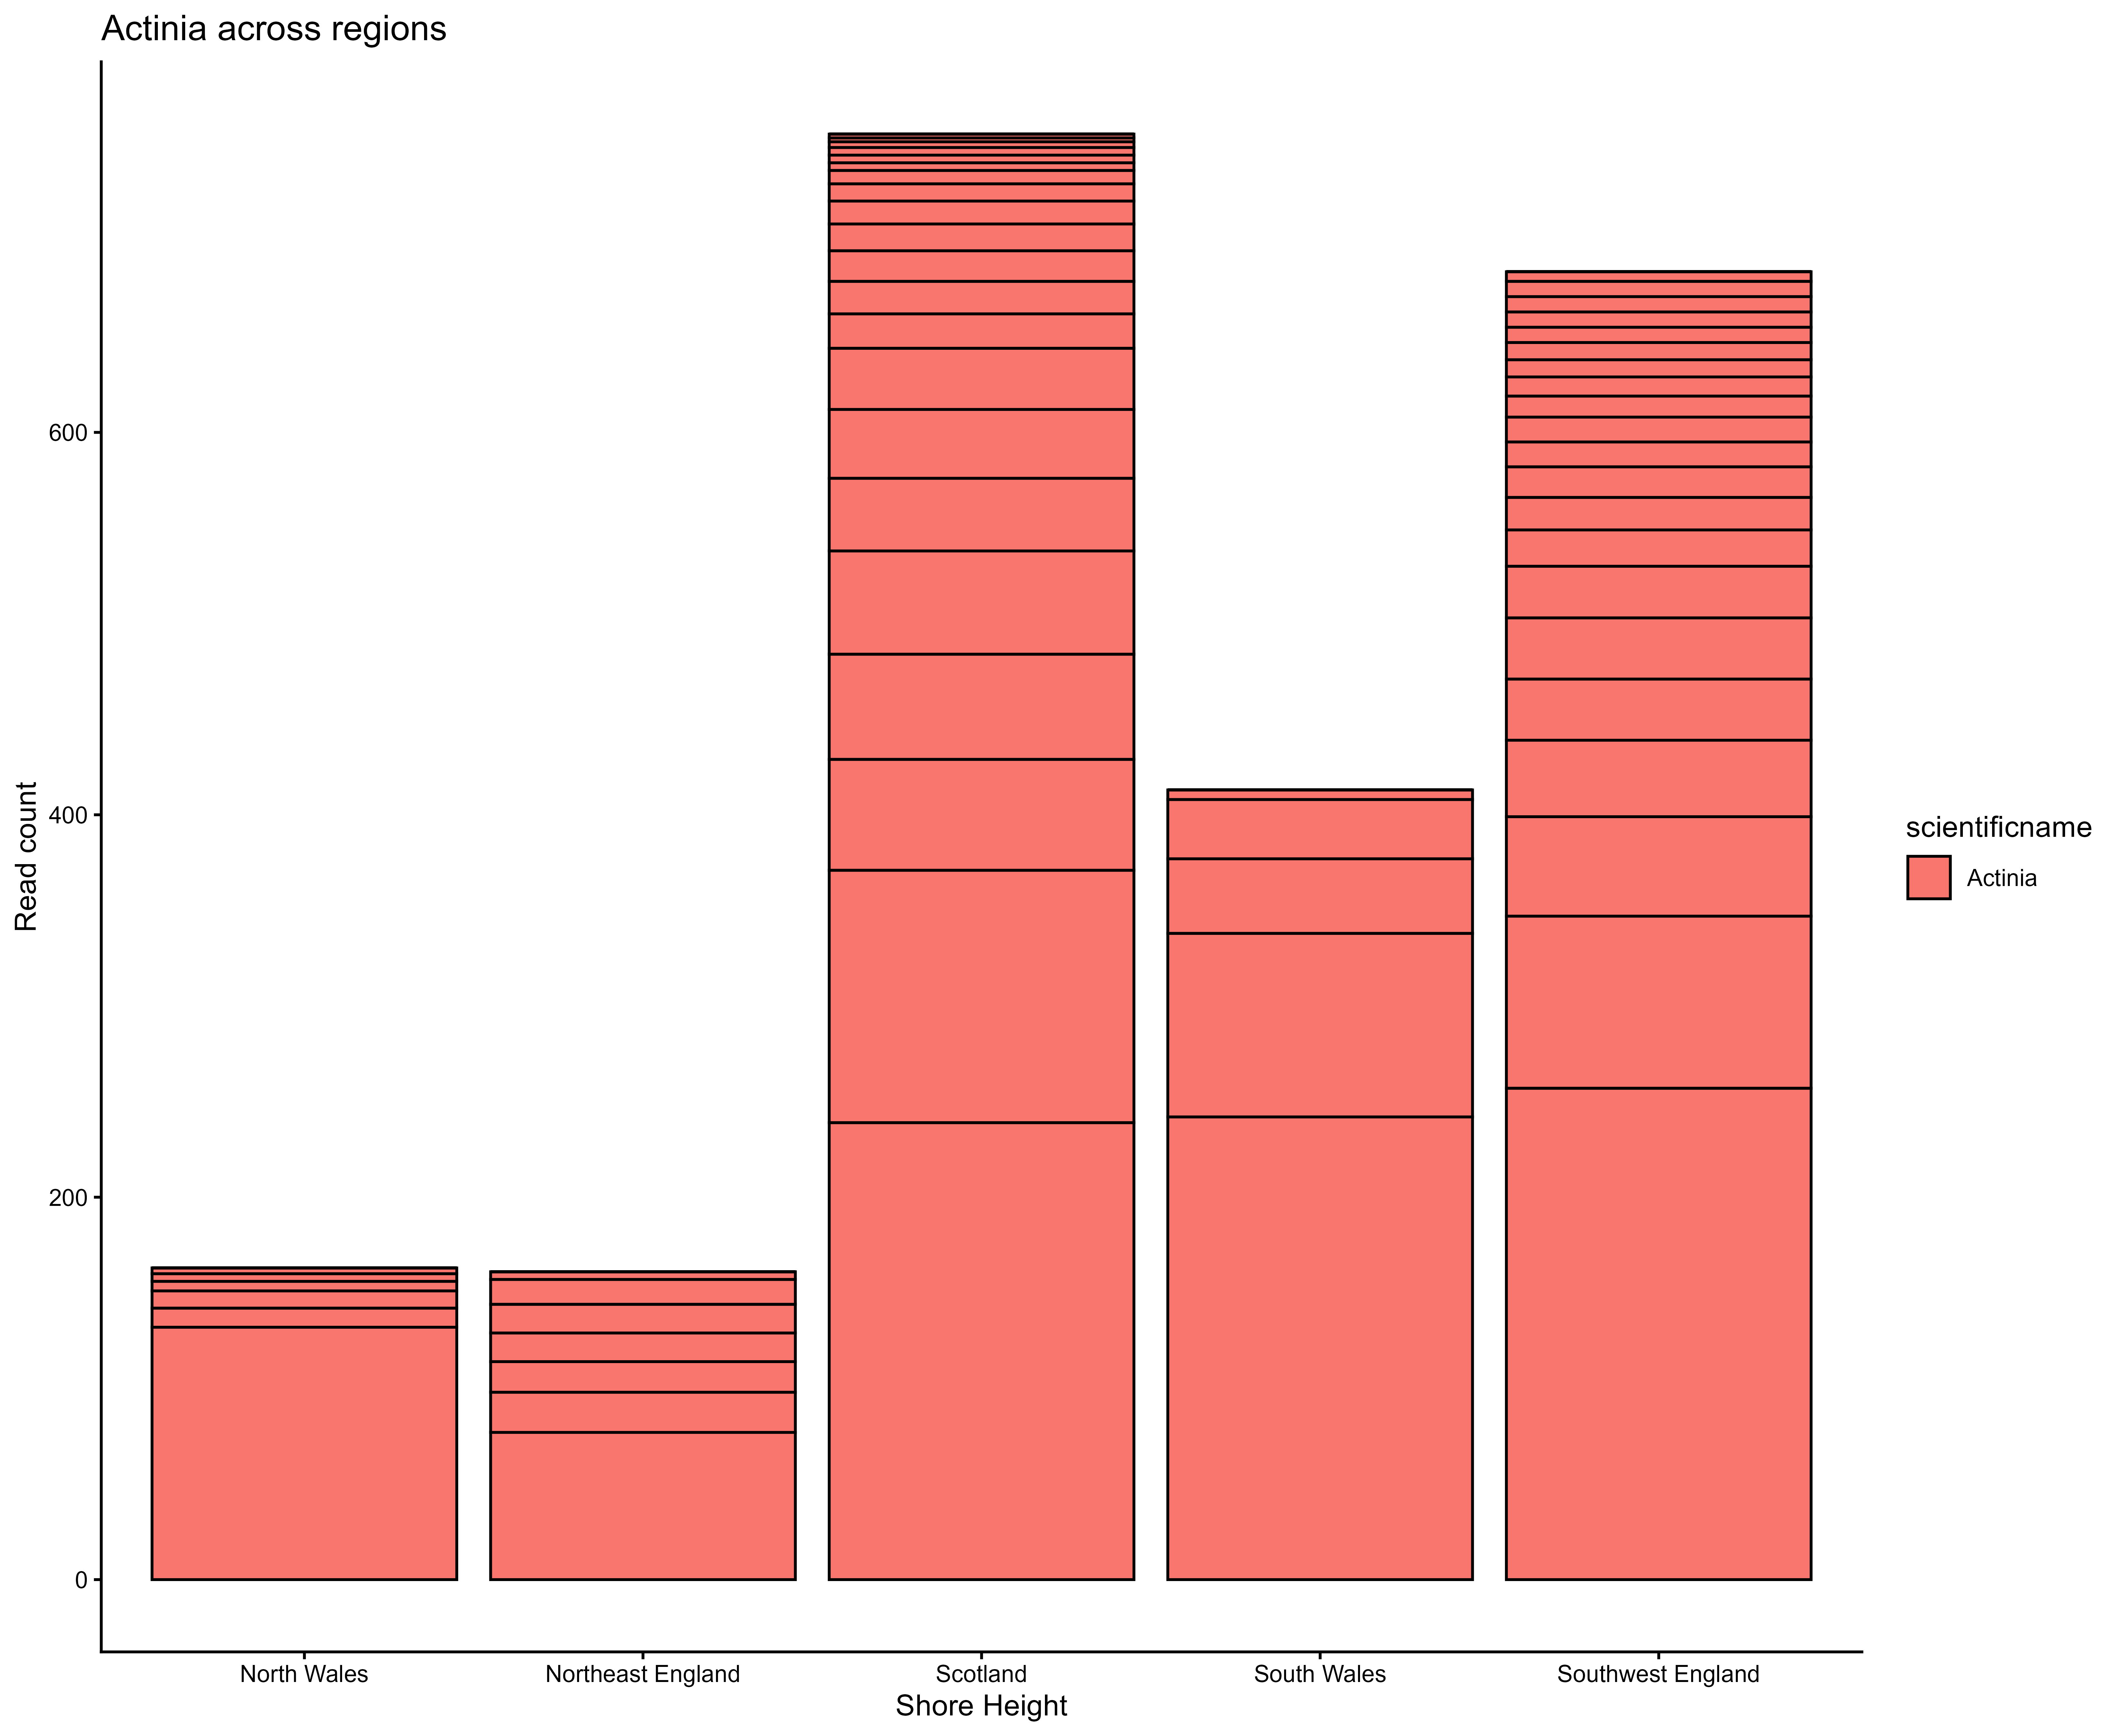 Actinia across regions
Read count
600
400
200
0
North Wales
Northeast England
Scotland
South Wales
Southwest England
Shore Height
scientificname
Actinia